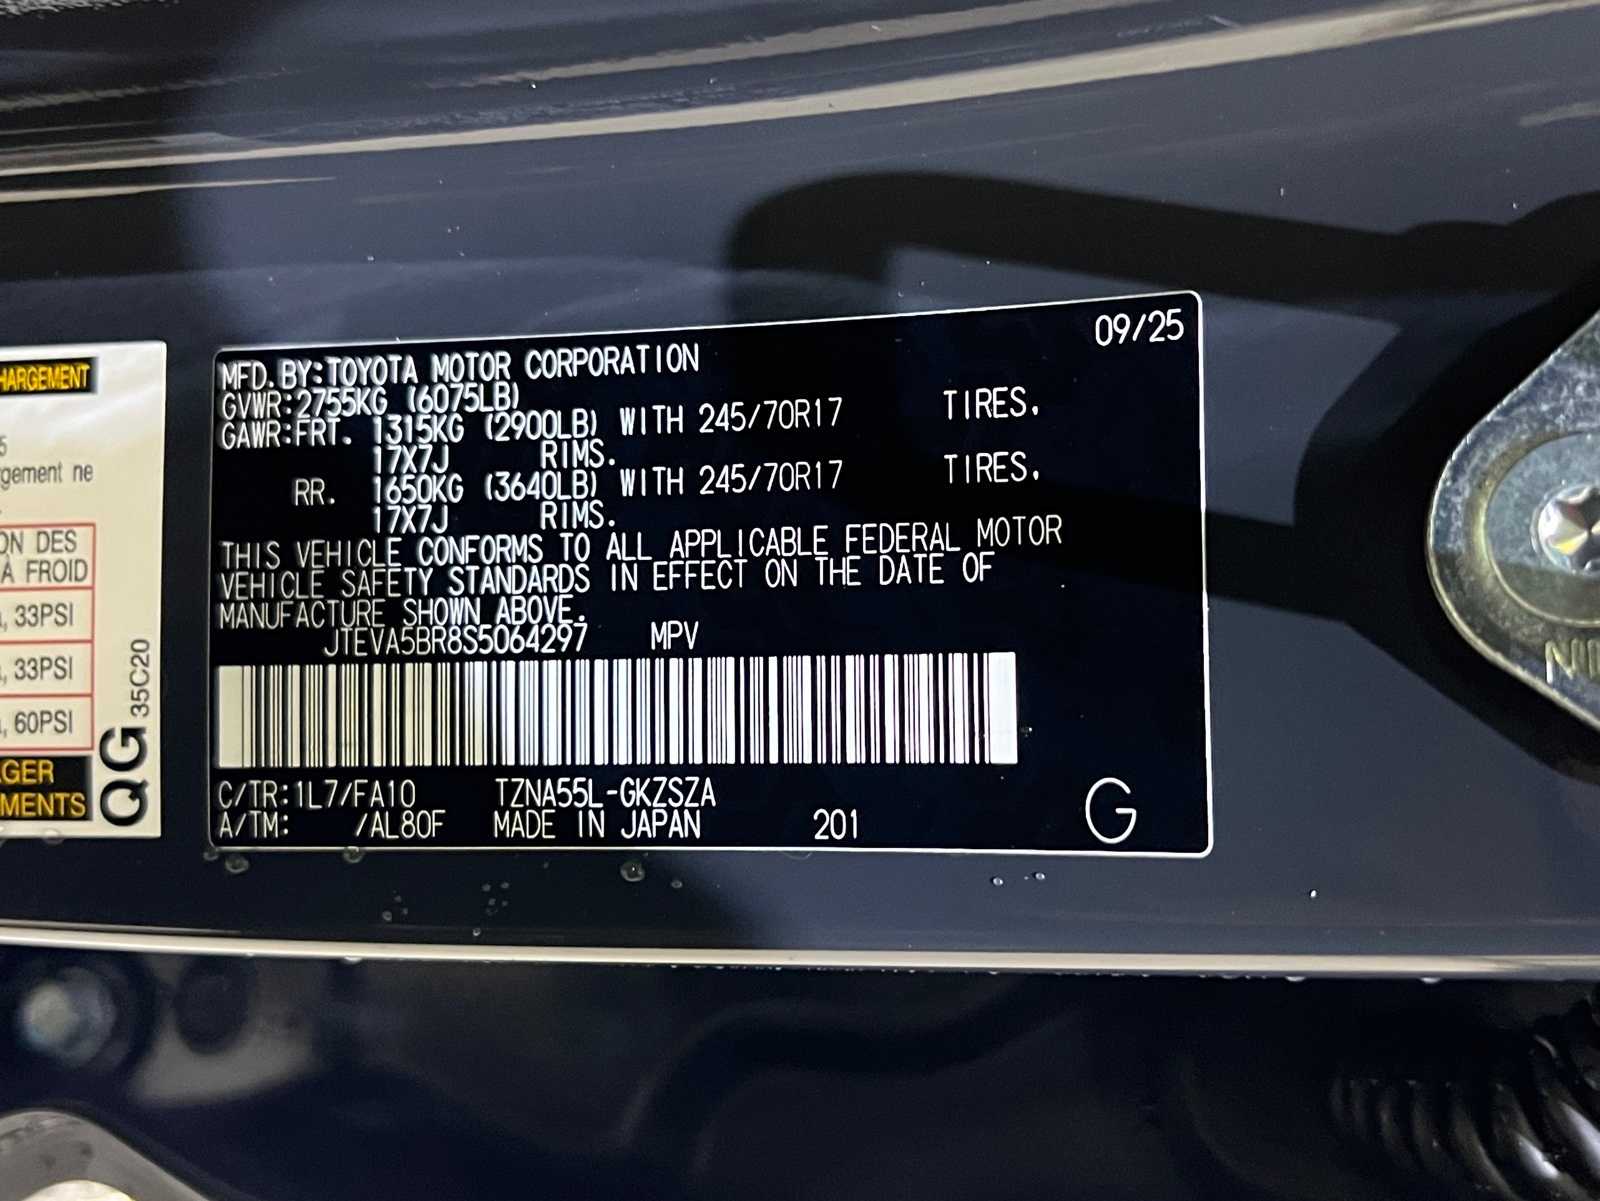 HARGEMENT
5
rgement ne
ON DES
A FROID
, 33PSI
, 33PSI
, 60PSI
AGER
MENTS
QG
35C20
09/25
MFD. BY:TOYOTA MOTOR CORPORATION
GVWR:2755KG (6075LB)
GAWR:FRT. 1315KG (2900LB) WITH 245/70R17 TIRES.
17X7J RIMS.
RR. 1650KG (3640LB) WITH 245/70R17 TIRES.
17X7J RIMS.
THIS VEHICLE CONFORMS TO ALL APPLICABLE FEDERAL MOTOR
VEHICLE SAFETY STANDARDS IN EFFECT ON THE DATE OF
MANUFACTURE SHOWN ABOVE.
JTEVA5BR8S5064297 MPV
C/TR:1L7/FA10 TZNA55L-GKZSZA
A/TM: /AL80F MADE IN JAPAN 201 G